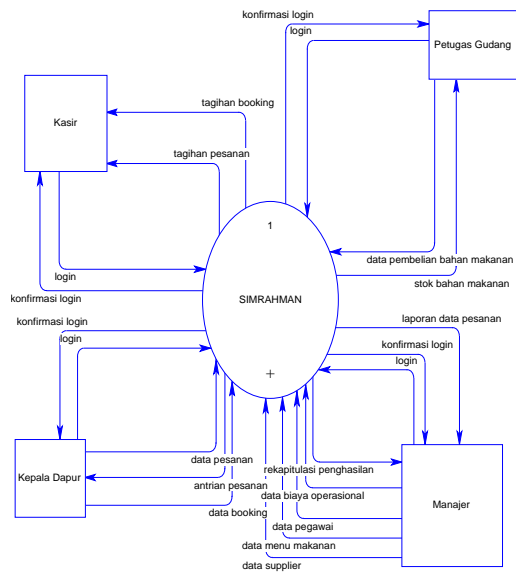 konfirmasi login
login
Petugas Gudang
tagihan booking
Kasir
tagihan pesanan
1
data pembelian bahan makanan
login
stok bahan makanan
konfirmasi login
SIMRAHMAN
laporan data pesanan
konfirmasi login
login
konfirmasi login
login
+
data pesanan
rekapitulasi penghasilan
Kepala Dapur
antrian pesanan
data biaya operasional
Manajer
data booking
data pegawai
data menu makanan
data supplier